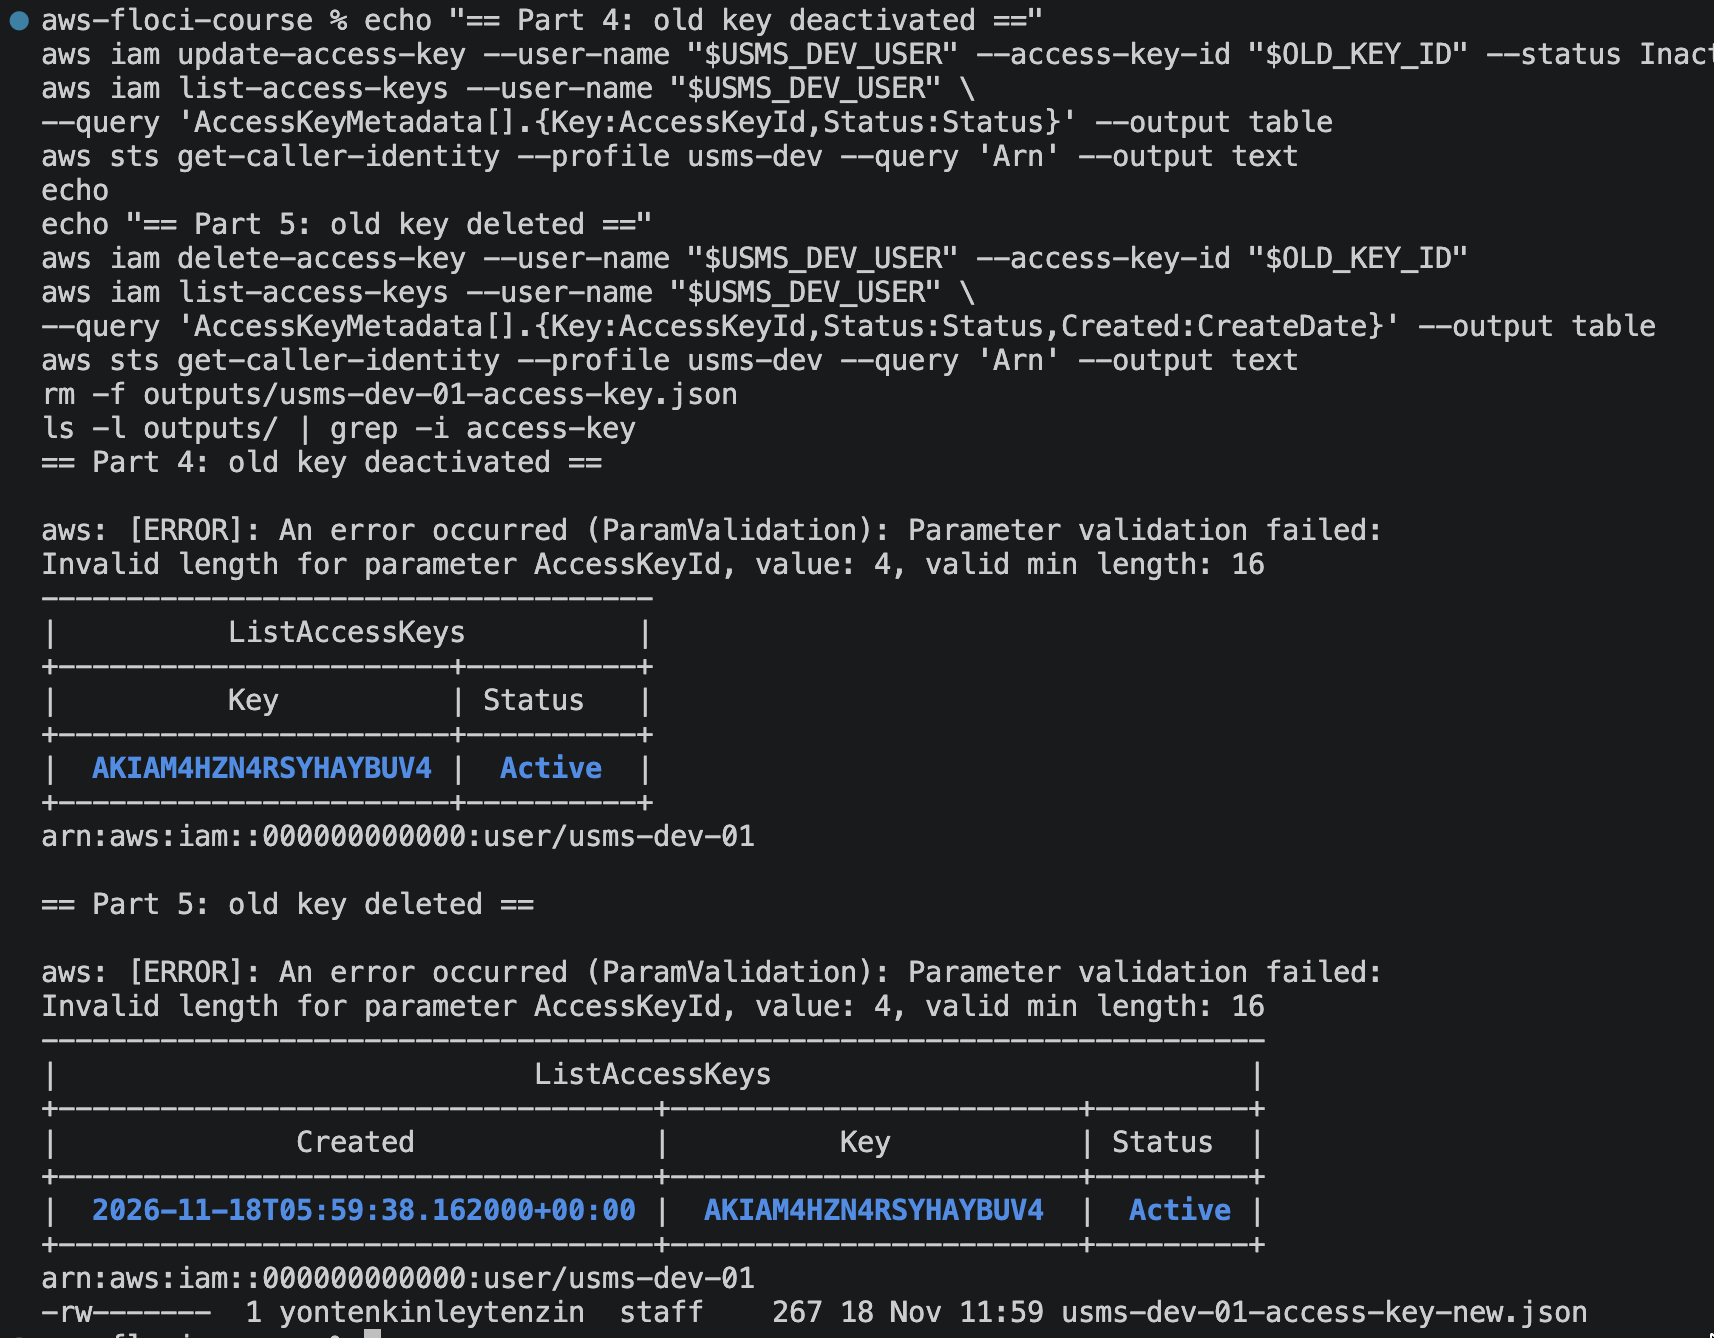 aws-floci-course % echo "== Part 4: old key deactivated =="
aws iam update-access-key --user-name "$USMS_DEV_USER" --access-key-id "$OLD_KEY_ID" --status Inact
aws iam list-access-keys --user-name "$USMS_DEV_USER" \
--query 'AccessKeyMetadata[].{Key:AccessKeyId,Status:Status}' --output table
aws sts get-caller-identity --profile usms-dev --query 'Arn' --output text
echo
echo "== Part 5: old key deleted =="
aws iam delete-access-key --user-name "$USMS_DEV_USER" --access-key-id "$OLD_KEY_ID"
aws iam list-access-keys --user-name "$USMS_DEV_USER" \
--query 'AccessKeyMetadata[].{Key:AccessKeyId,Status:Status,Created:CreateDate}' --output table
aws sts get-caller-identity --profile usms-dev --query 'Arn' --output text
rm -f outputs/usms-dev-01-access-key.json
ls -l outputs/ | grep -i access-key
== Part 4: old key deactivated ==
aws: [ERROR]: An error occurred (ParamValidation): Parameter validation failed:
Invalid length for parameter AccessKeyId, value: 4, valid min length: 16
------------------------------------
|          ListAccessKeys          |
+------------------------+----------+
|          Key          | Status   |
+------------------------+----------+
|  AKIAM4HZN4RSYHAYBUV4 |  Active  |
+------------------------+----------+
arn:aws:iam::000000000000:user/usms-dev-01
== Part 5: old key deleted ==
aws: [ERROR]: An error occurred (ParamValidation): Parameter validation failed:
Invalid length for parameter AccessKeyId, value: 4, valid min length: 16
------------------------------------------------------------------------
|                            ListAccessKeys                            |
+-----------------------------------+------------------------+---------+
|              Created              |          Key           | Status  |
+-----------------------------------+------------------------+---------+
|  2026-11-18T05:59:38.162000+00:00 |  AKIAM4HZN4RSYHAYBUV4  |  Active |
+-----------------------------------+------------------------+---------+
arn:aws:iam::000000000000:user/usms-dev-01
-rw-------  1 yontenkinleytenzin  staff    267 18 Nov 11:59 usms-dev-01-access-key-new.json